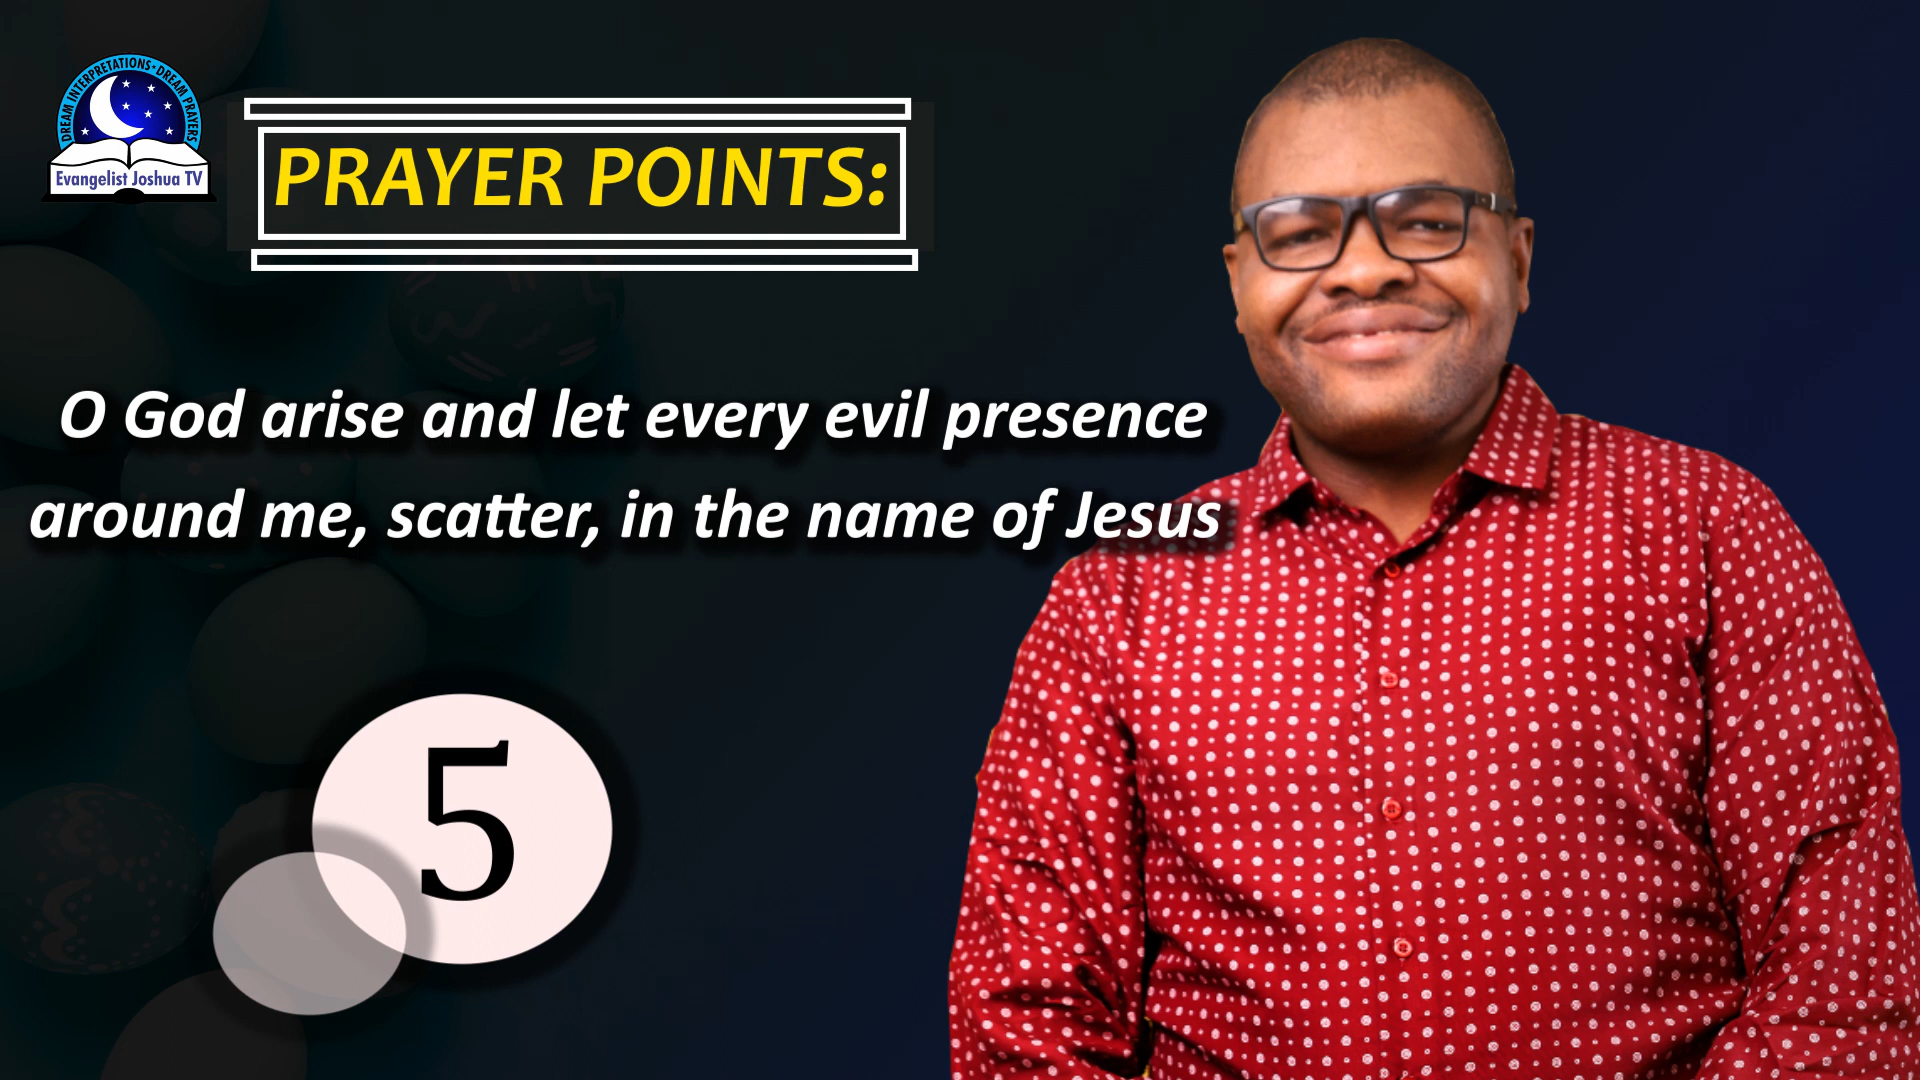 DREAM INTERPRETATIONS • DREAM PRAYERS
Evangelist Joshua TV
PRAYER POINTS:
O God arise and let every evil presence
around me, scatter, in the name of Jesus
5